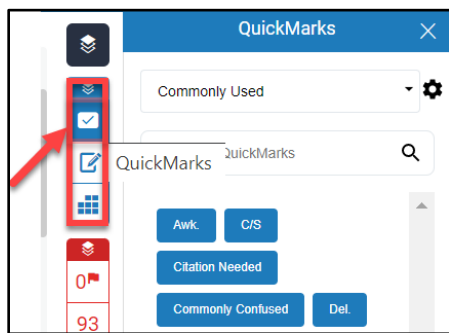 QuickMarks
Commonly Used
QuickMarks
QuickMarks
Awk.
C/S
Citation Needed
Commonly Confused
Del.
0
93